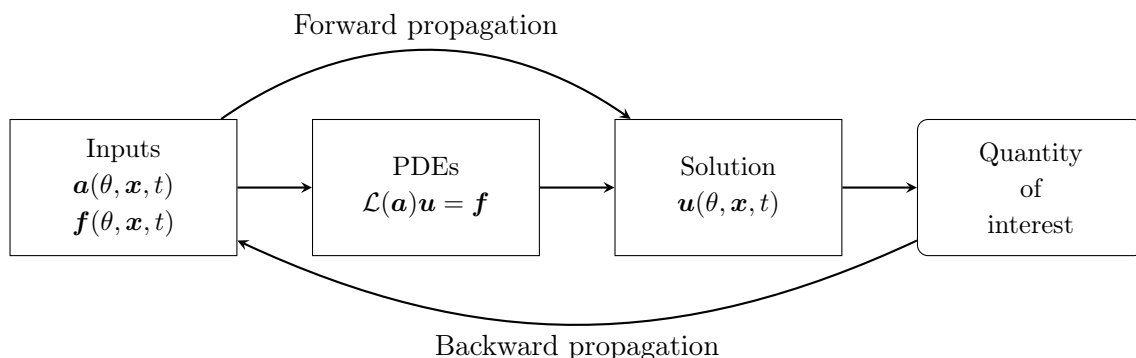 Forward propagation
Inputs
𝒂(θ, 𝒙, t)
𝒇(θ, 𝒙, t)
PDEs
ℒ(𝒂)𝒖 = 𝒇
Solution
𝒖(θ, 𝒙, t)
Quantity
of
interest
Backward propagation